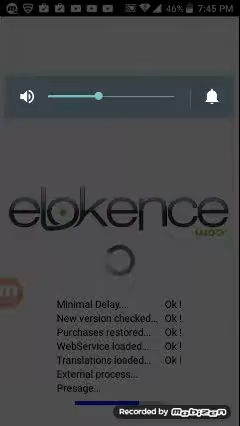 46% 7:45 PM
elokence
.com
Minimal Delay... Ok !
New version checked... Ok !
Purchases restored... Ok !
WebService loaded... Ok !
Translations loaded... Ok !
External process...
Presage...
Recorded by Mobizen